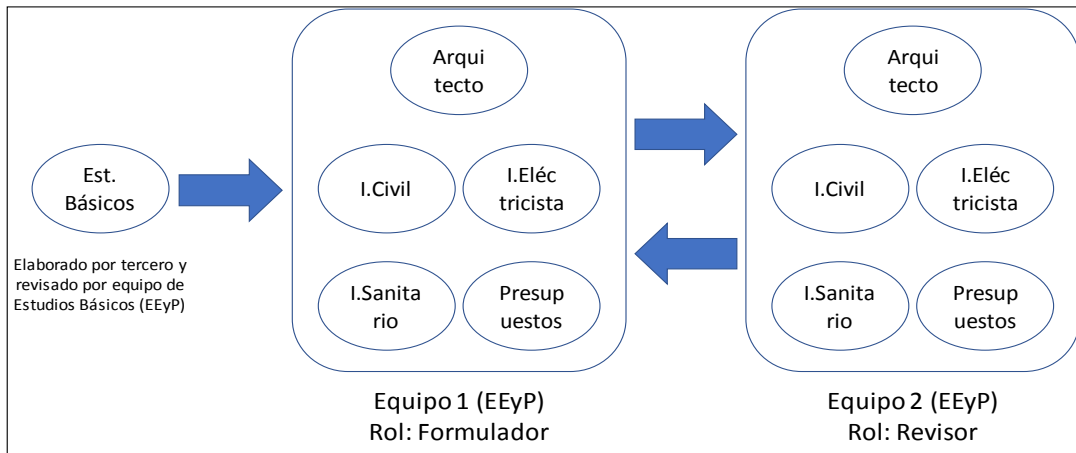 Est.
Básicos
Elaborado por tercero y
revisado por equipo de
Estudios Básicos (EEyP)
Arqui
tecto
I.Civil
I.Eléc
tricista
I.Sanita
rio
Presup
uestos
Equipo 1 (EEyP)
Rol: Formulador
Arqui
tecto
I.Civil
I.Eléc
tricista
I.Sanita
rio
Presup
uestos
Equipo 2 (EEyP)
Rol: Revisor